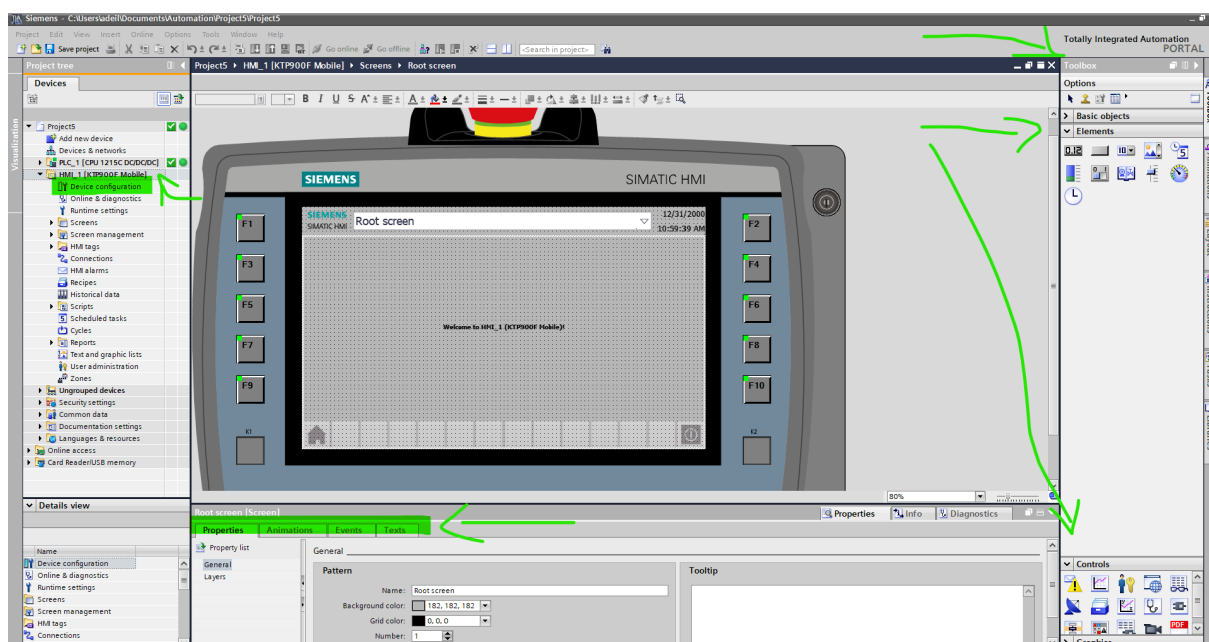 Siemens - C:\Users\adeil\Documents\Automation\Project5\Project5
Project Edit View Insert Online Options Tools Window Help
Save project Go online Go offline <Search in project>
Totally Integrated Automation
PORTAL
Project tree
Project5 HMI_1 [KTP900F Mobile] Screens Root screen
Toolbox
Devices
Options
B I U S A
Visualization
Project5
Add new device
Devices & networks
PLC_1 [CPU 1215C DC/DC/DC]
HMI_1 [KTP900F Mobile]
Device configuration
Online & diagnostics
Runtime settings
Screens
Screen management
HMI tags
Connections
HMI alarms
Recipes
Historical data
Scripts
Scheduled tasks
Cycles
Reports
Text and graphic lists
User administration
Zones
Ungrouped devices
Security settings
Common data
Documentation settings
Languages & resources
Online access
Card Reader/USB memory
SIEMENS
SIMATIC HMI
SIEMENS
SIMATIC HMI
Root screen
12/31/2000
10:59:39 AM
F1
F2
F3
F4
F5
F6
F7
F8
F9
F10
K1
K2
Welcome to HMI_1 (KTP900F Mobile)!
80%
Basic objects
Elements
0.12
10
5
Controls
PDF
Details view
Name
Device configuration
Online & diagnostics
Runtime settings
Screens
Screen management
HMI tags
Connections
Root screen [Screen]
Properties Info Diagnostics
Properties Animations Events Texts
Property list
General
Layers
General
Pattern
Name: Root screen
Background color: 182, 182, 182
Grid color: 0, 0, 0
Number: 1
Tooltip